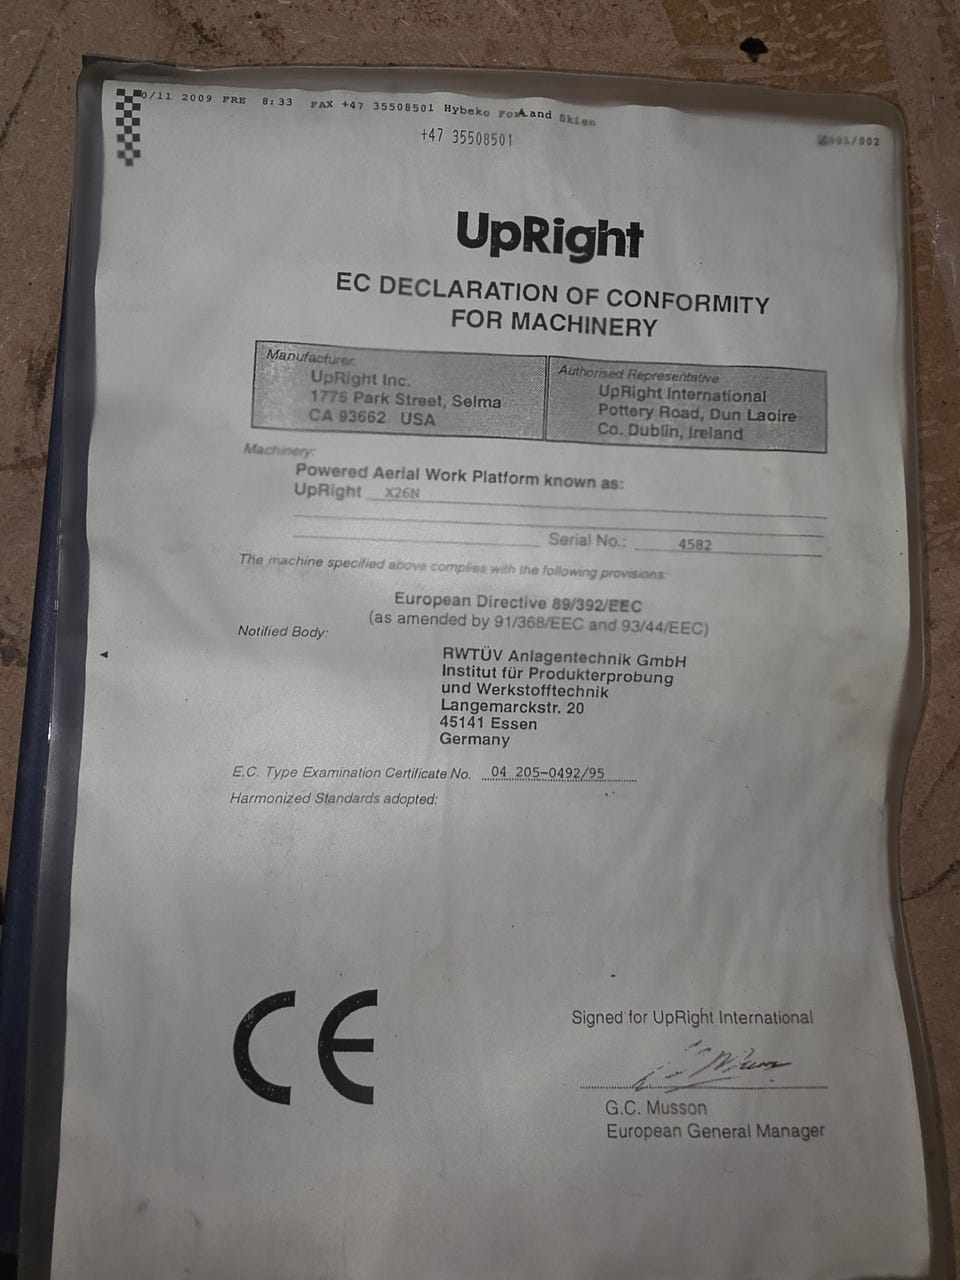 0/11 2009 FRE 8:33 FAX +47 35508501 Hybeko and Skien
+47 35508501
001/002
UpRight
EC DECLARATION OF CONFORMITY
FOR MACHINERY
Manufacturer:
UpRight Inc.
1775 Park Street, Selma
CA 93662 USA
Authorised Representative
UpRight International
Pottery Road, Dun Laoire
Co. Dublin, Ireland
Machinery:
Powered Aerial Work Platform known as:
UpRight X26N
Serial No.: 4582
The machine specified above complies with the following provisions:
European Directive 89/392/EEC
(as amended by 91/368/EEC and 93/44/EEC)
Notified Body:
RWTÜV Anlagentechnik GmbH
Institut für Produkterprobung
und Werkstofftechnik
Langemarckstr. 20
45141 Essen
Germany
E.C. Type Examination Certificate No. 04 205-0492/95
Harmonized Standards adopted:
CE
Signed for UpRight International
G.C. Musson
European General Manager